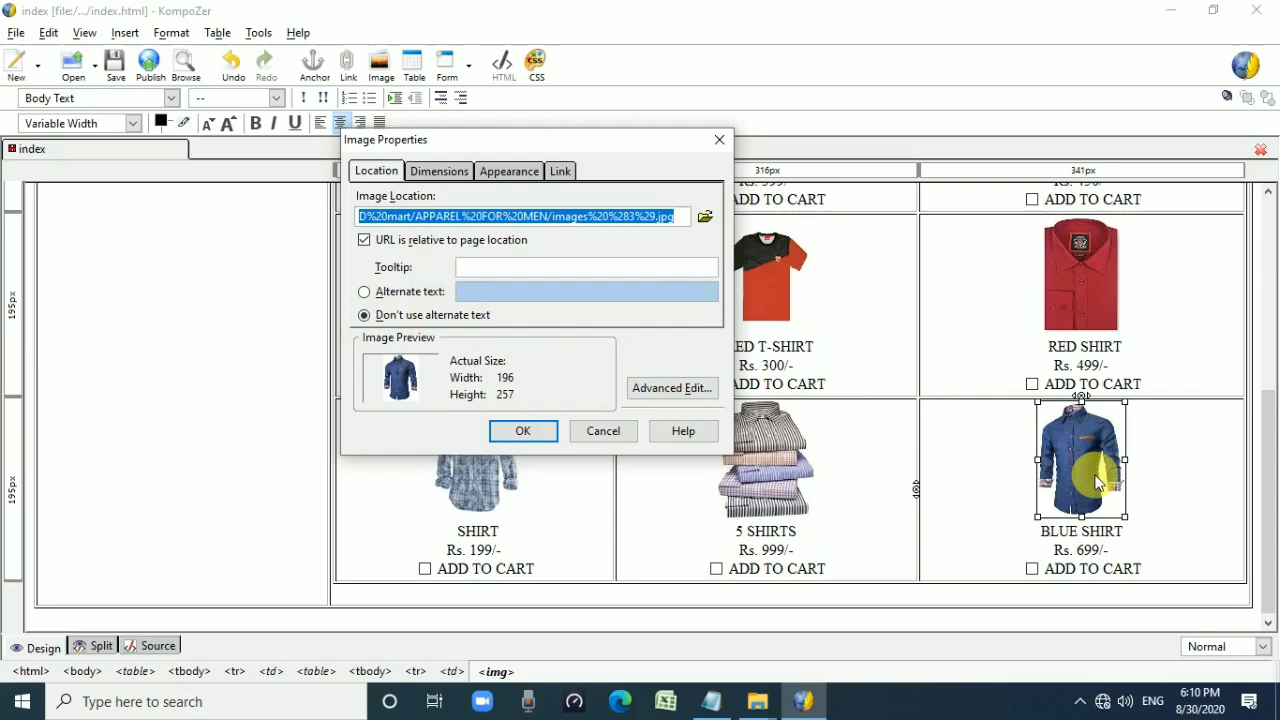 index [file:/.../index.html] - KompoZer
File Edit View Insert Format Table Tools Help
New Open Save Publish Browse Undo Redo Anchor Link Image Table Form HTML CSS
Body Text --
Variable Width B I U
index
Image Properties
316px 341px
Location Dimensions Appearance Link
Image Location:
D%20mart/APPAREL%20FOR%20MEN/images%20%283%29.jpg
URL is relative to page location
Tooltip:
Alternate text:
Don't use alternate text
Image Preview
Actual Size:
Width: 196
Height: 257
Advanced Edit...
OK Cancel Help
ADD TO CART ADD TO CART
195px
ED T-SHIRT RED SHIRT
Rs. 300/- Rs. 499/-
ADD TO CART ADD TO CART
195px
SHIRT 5 SHIRTS BLUE SHIRT
Rs. 199/- Rs. 999/- Rs. 699/-
ADD TO CART ADD TO CART ADD TO CART
Design Split Source Normal
<html> <body> <table> <tbody> <tr> <td> <table> <tbody> <tr> <td> <img>
Type here to search
ENG
6:10 PM
8/30/2020